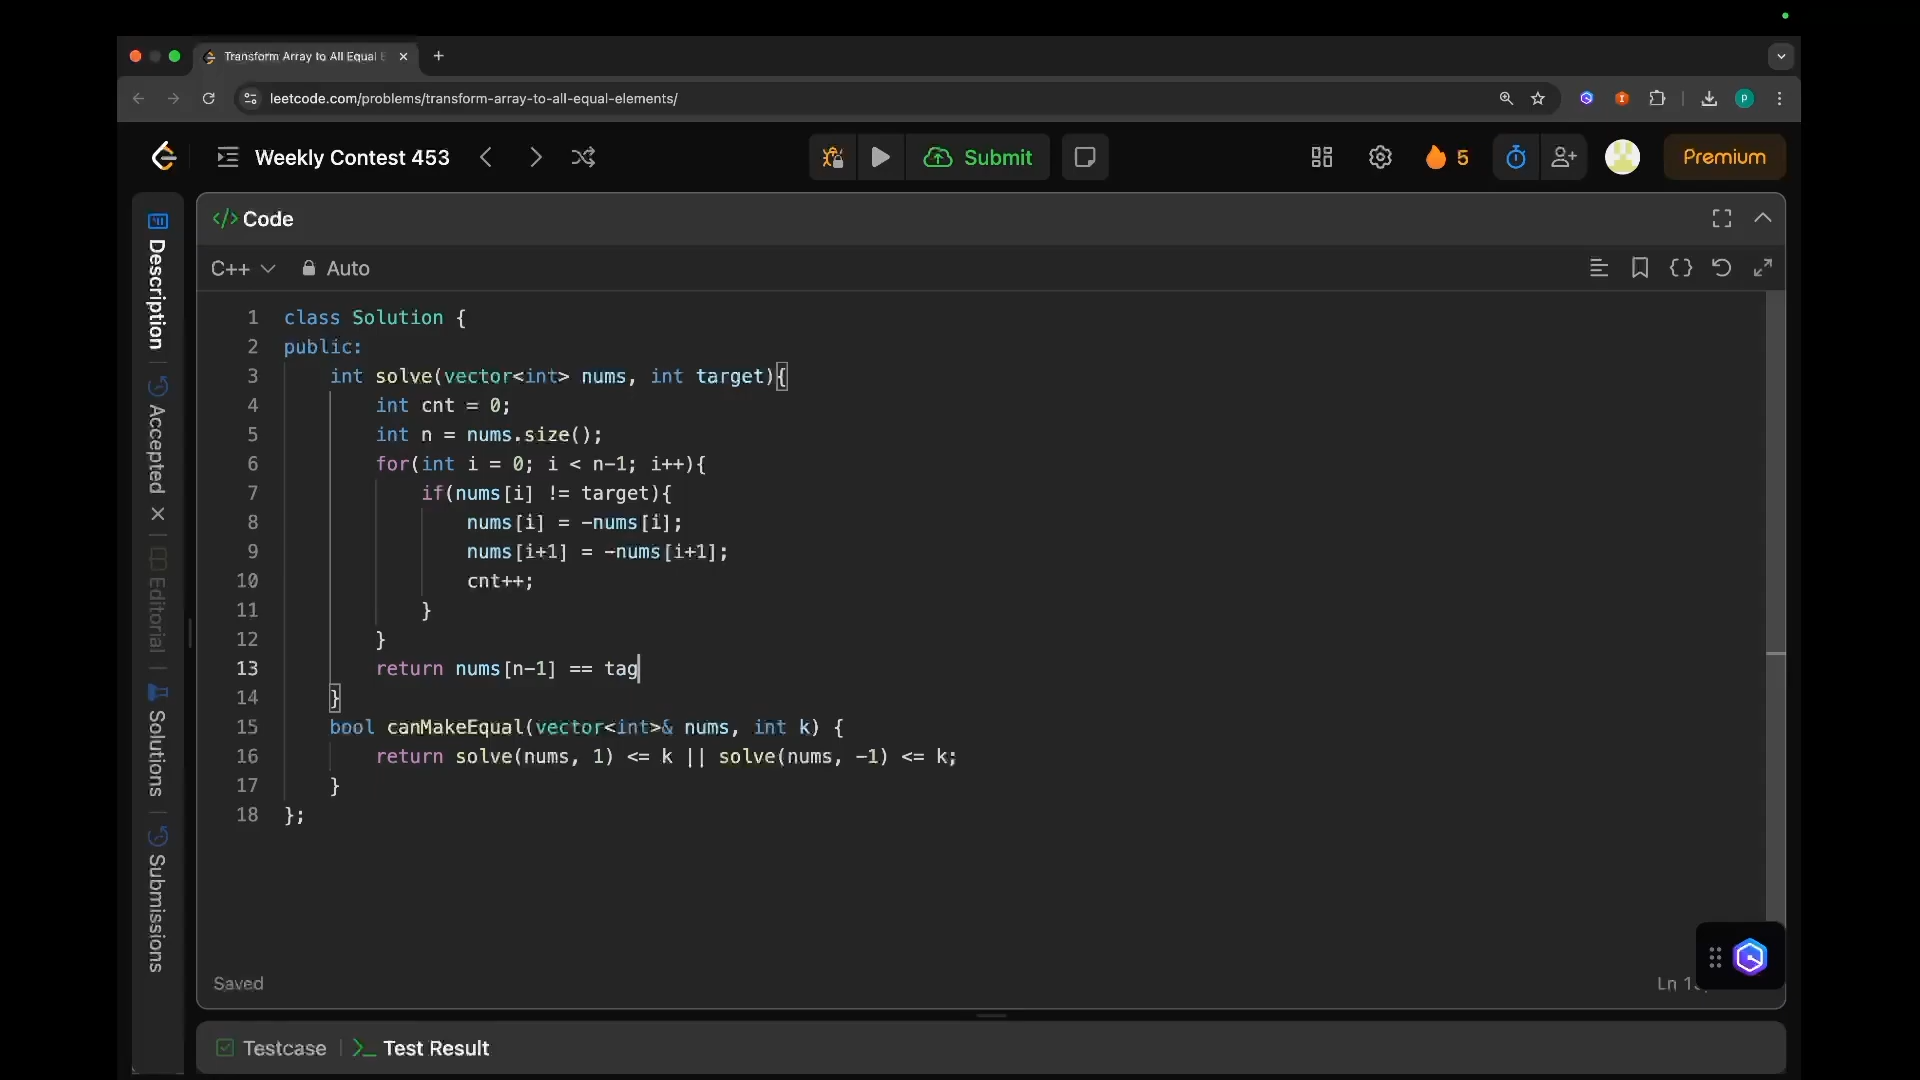 Transform Array to All Equal E
leetcode.com/problems/transform-array-to-all-equal-elements/
P
Weekly Contest 453
Submit
5
Premium
Description
Accepted
Editorial
Solutions
Submissions
</> Code
C++
Auto
1 class Solution {
2 public:
3 int solve(vector<int> nums, int target){
4 int cnt = 0;
5 int n = nums.size();
6 for(int i = 0; i < n-1; i++){
7 if(nums[i] != target){
8 nums[i] = -nums[i];
9 nums[i+1] = -nums[i+1];
10 cnt++;
11 }
12 }
13 return nums[n-1] == tag
14 }
15 bool canMakeEqual(vector<int>& nums, int k) {
16 return solve(nums, 1) <= k || solve(nums, -1) <= k;
17 }
18 };
Saved
Ln
Testcase
Test Result